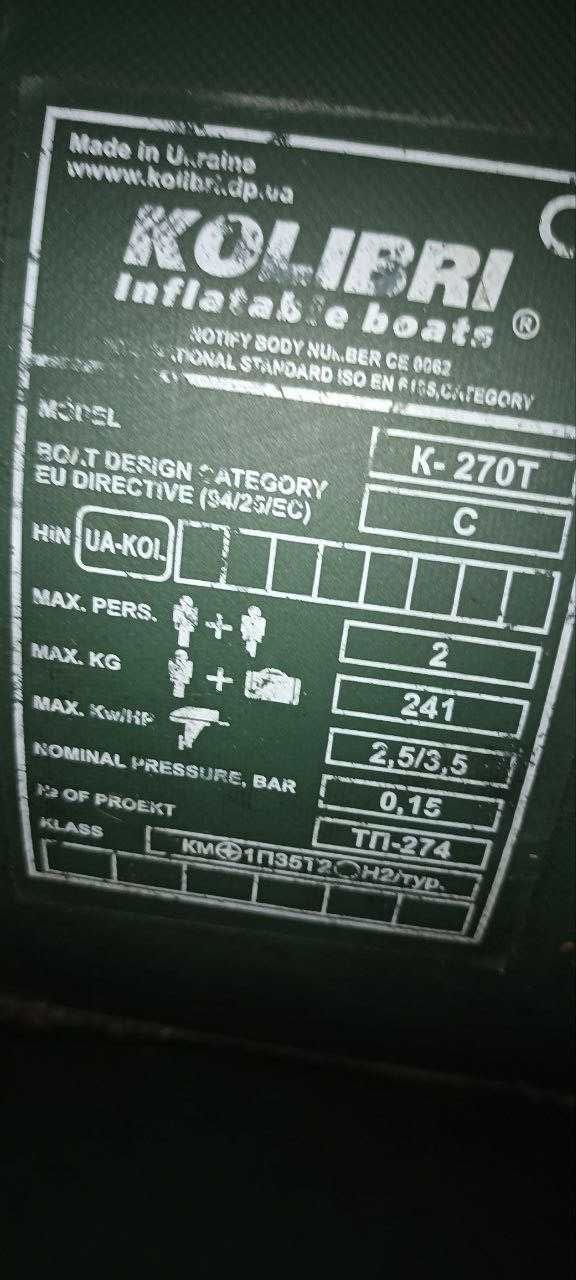 Made in Ukraine
www.kolibri.dp.ua
KOLIBRI
Inflatable boats ®
NOTIFY BODY NUMBER CE 0062
STANDARD ISO EN CATEGORY
MODEL K- 270T
BOAT DESIGN CATEGORY
EU DIRECTIVE (94/25/EC) C
HIN UA-KOL
MAX. PERS. + 2
MAX. KG + 241
MAX. Kw/HP 2,5/3,5
NOMINAL PRESSURE, BAR 0,15
№ OF PROEKT ТП-274
KLASS КМ 1П35Т2 Н2/тур.